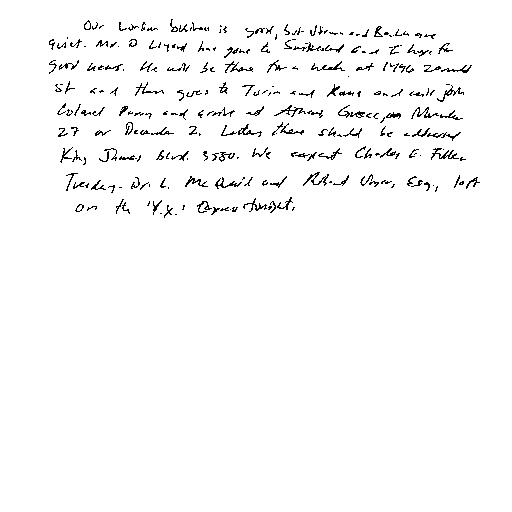 Our London business is good, but Vienna and Berlin are
quiet. Mr. D. Lloyd has gone to Switzerland and I hope for
good news. He will be there for a week at 1496 Zermott
St. and then goes to Turin and Rome and will join
Colonel Parry and arrive at Athens, Greece, on November
27 or December 2. Letters there should be addressed
King James Blvd. 3580. We expect Charles E. Fuller
Tuesday. Dr. L. McQuaid and Robert Unger, Esq., left
on the 'Y.X.' Express tonight.